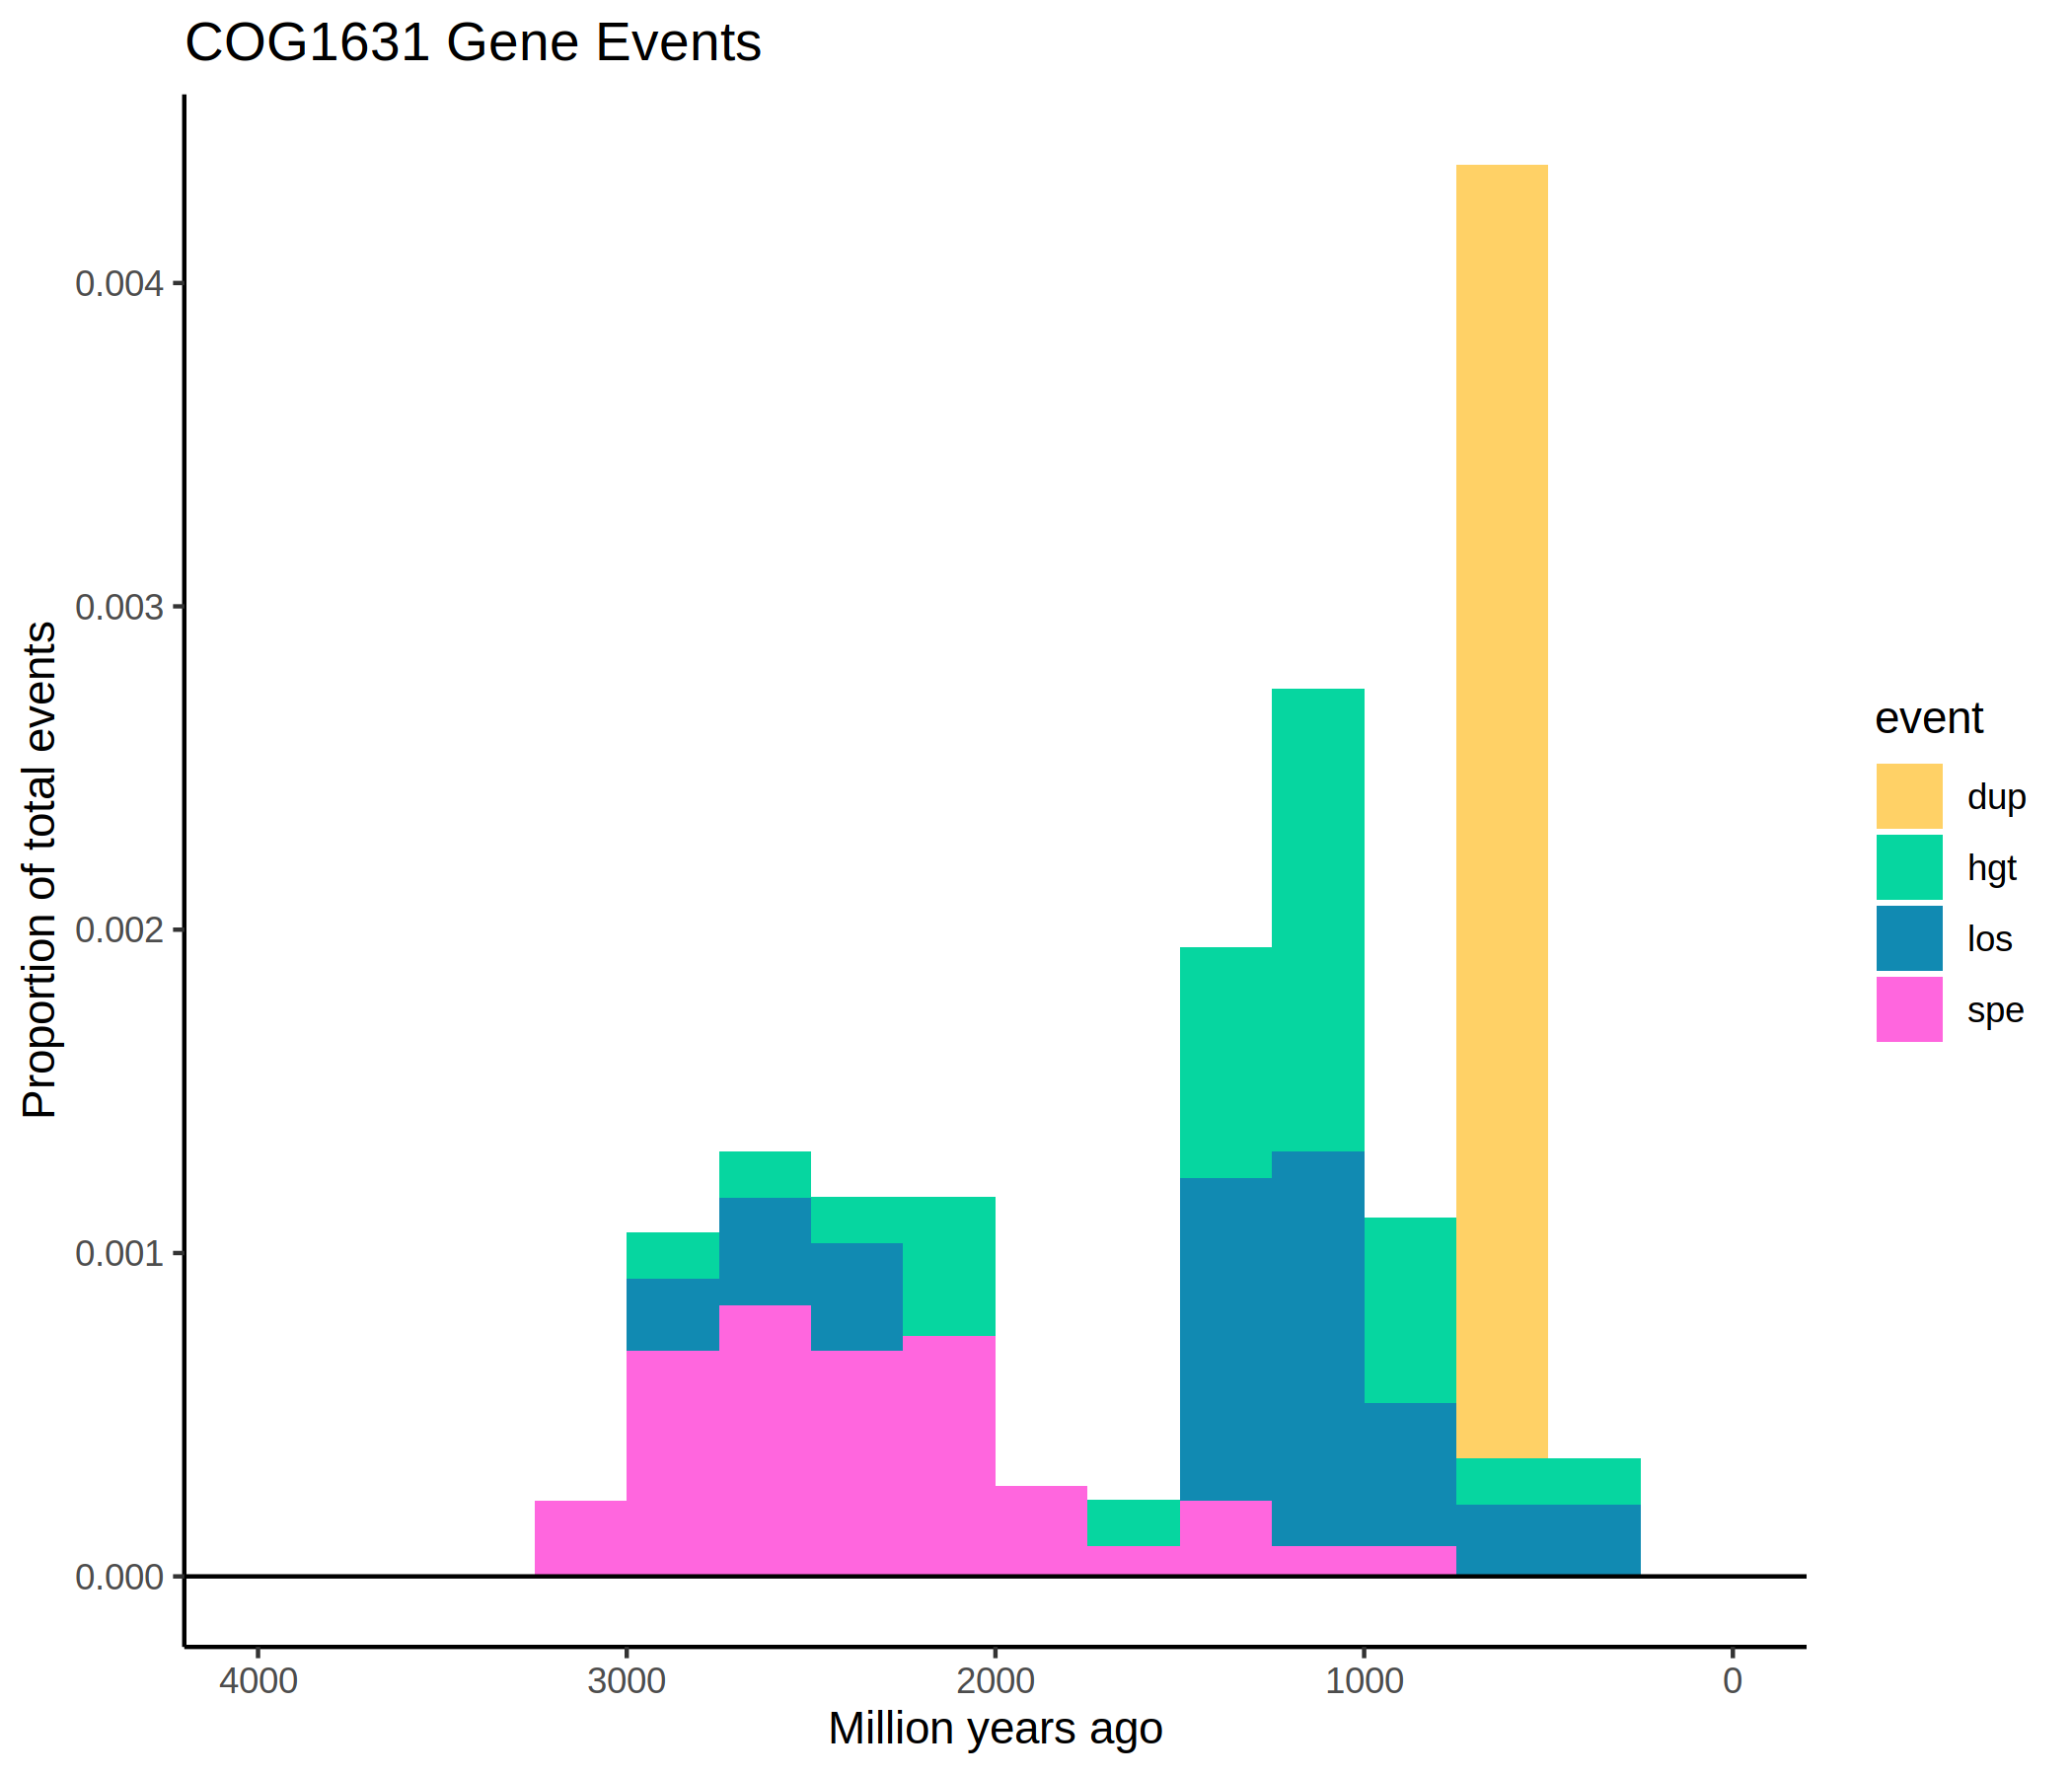 COG1631 Gene Events
Proportion of total events
0.004
0.003
0.002
0.001
0.000
4000 3000 2000 1000 0
Million years ago
event
dup
hgt
los
spe